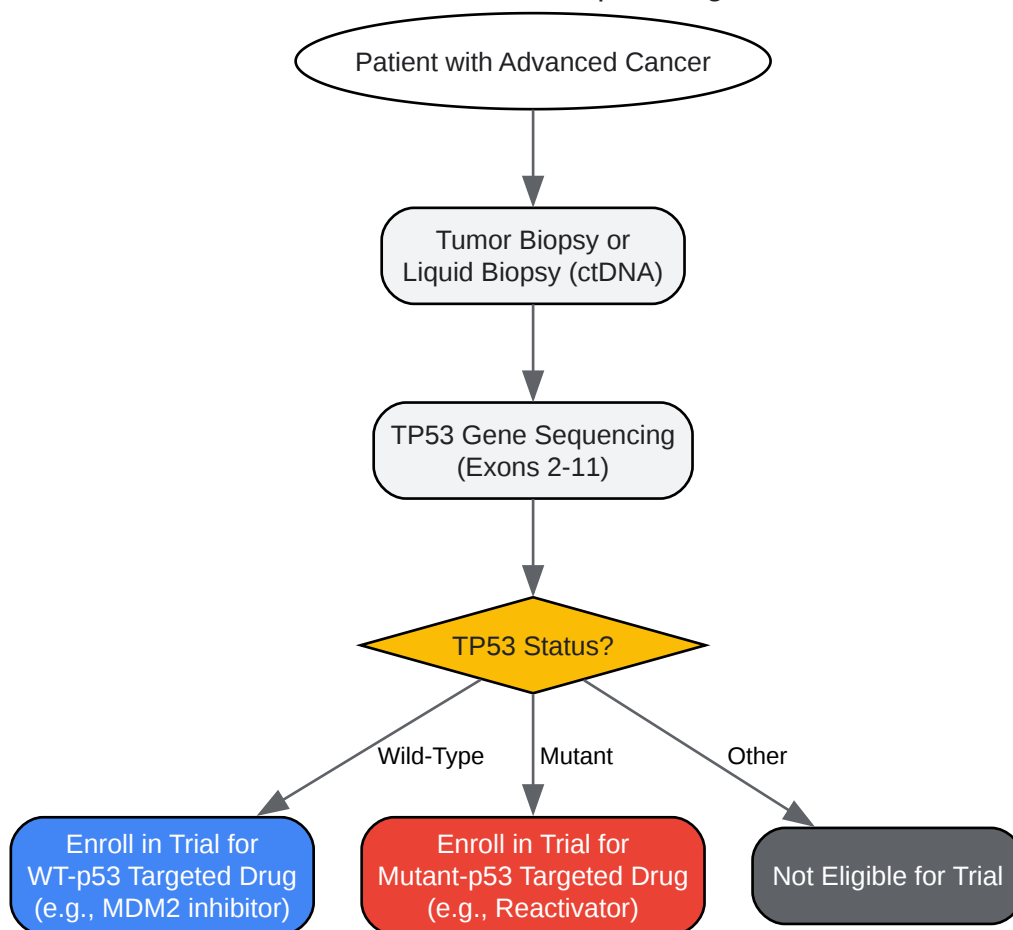 Patient with Advanced Cancer
Tumor Biopsy or
Liquid Biopsy (ctDNA)
TP53 Gene Sequencing
(Exons 2-11)
TP53 Status?
Wild-Type
Mutant
Other
Enroll in Trial for
WT-p53 Targeted Drug
(e.g., MDM2 inhibitor)
Enroll in Trial for
Mutant-p53 Targeted Drug
(e.g., Reactivator)
Not Eligible for Trial